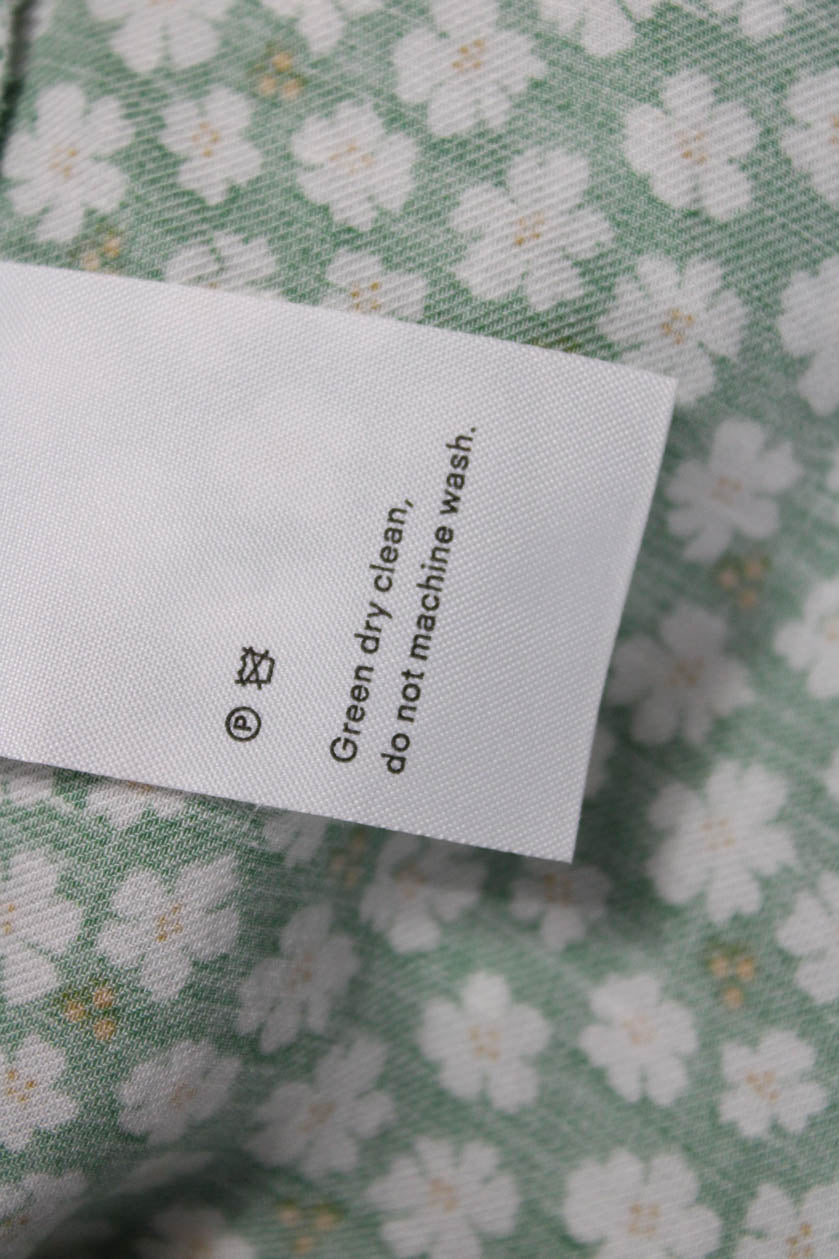 Ⓟ
Green dry clean,
do not machine wash.